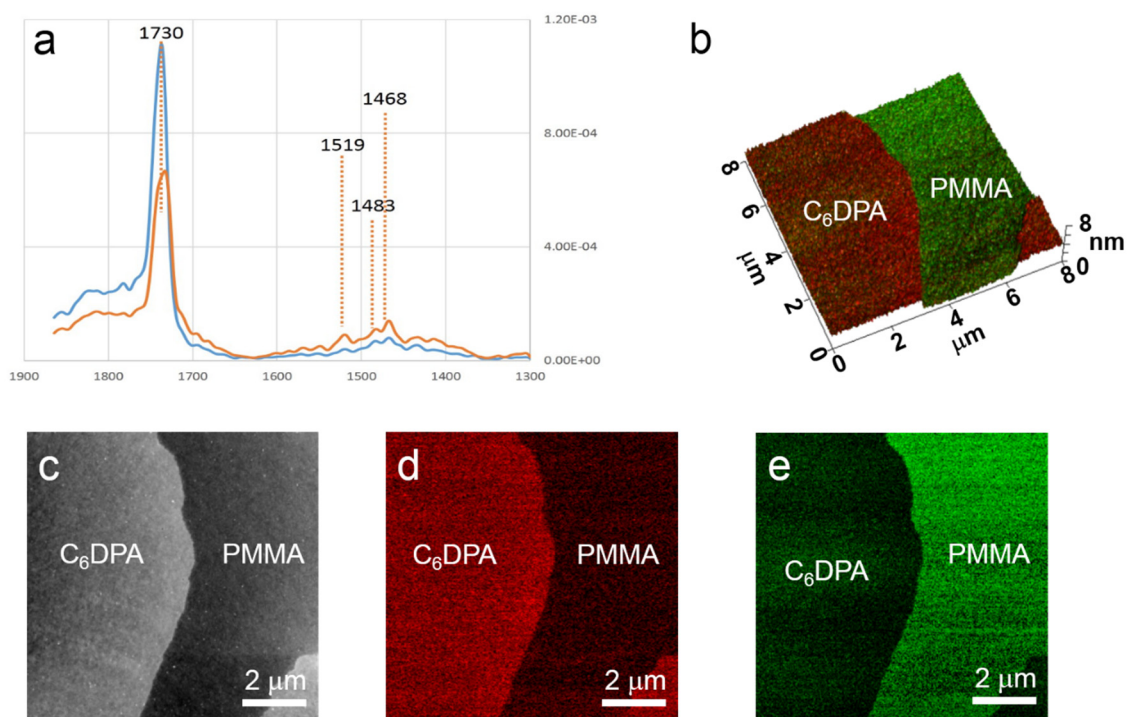 a
1730
1519
1483
1468
1.20E-03
8.00E-04
4.00E-04
0.00E+00
1900
1800
1700
1600
1500
1400
1300
b
C₆DPA
PMMA
8
6
4
2
0
μm
0
2
4
6
8
μm
8
0
nm
c
C₆DPA
PMMA
2 μm
d
C₆DPA
PMMA
2 μm
e
C₆DPA
PMMA
2 μm